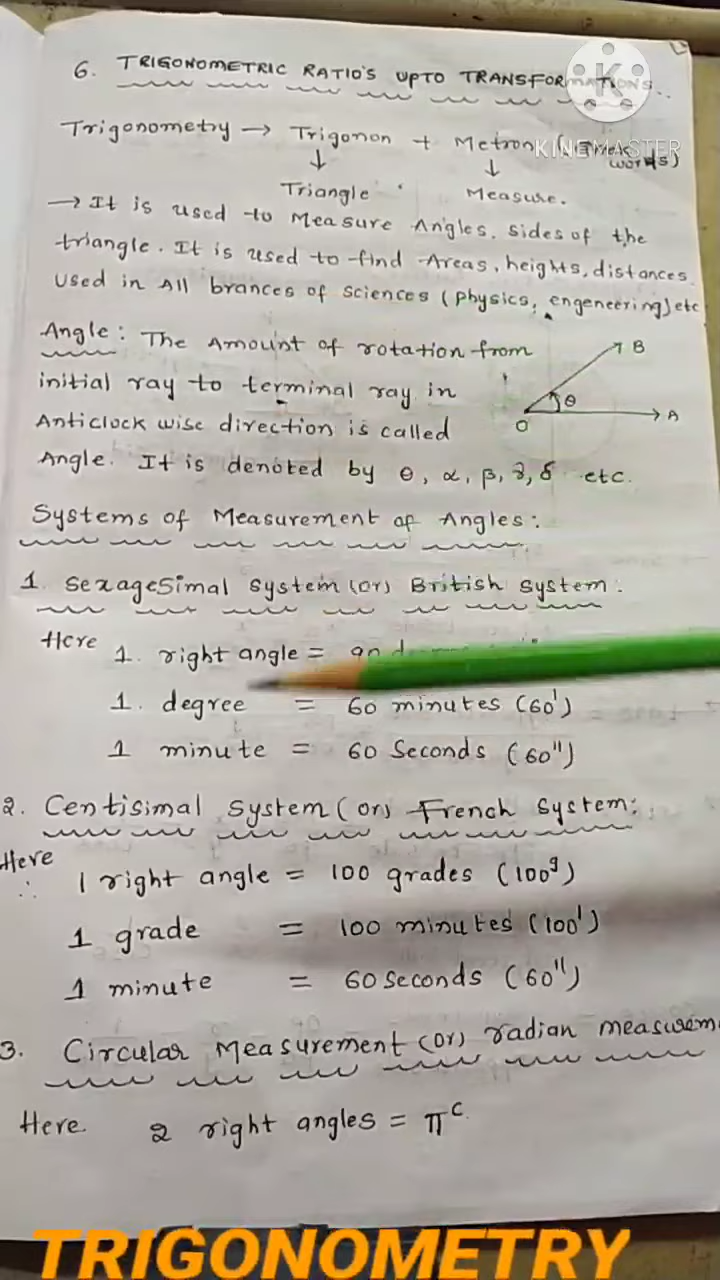 6. TRIGONOMETRIC RATIO'S UPTO TRANSFORMATIONS..
KINEMASTER
Trigonometry → Trigonon + Metron (Greek words)
↓ ↓
Triangle Measure.
→ It is used to Measure Angles, sides of the
triangle. It is used to find Areas, heights, distances
used in All brances of sciences (physics, engeneering) etc
Angle: The Amount of rotation from
initial ray to terminal ray in
Anticlock wise direction is called
Angle. It is denoted by θ, α, β, γ, δ etc.
B
θ
O A
Systems of Measurement of Angles:
1. Sexagesimal system (or) British system:
Here 1. right angle =
1. degree = 60 minutes (60')
1 minute = 60 Seconds (60")
2. Centisimal system (or) French system:
Here
∴ 1 right angle = 100 grades (100ᵍ)
1 grade = 100 minutes (100')
1 minute = 60 seconds (60")
3. Circular Measurement (or) radian measurem
Here 2 right angles = πᶜ
TRIGONOMETRY